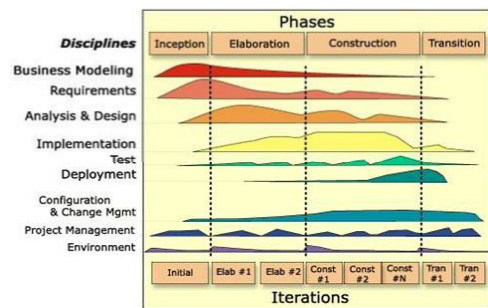 Phases
Disciplines
Inception
Elaboration
Construction
Transition
Business Modeling
Requirements
Analysis & Design
Implementation
Test
Deployment
Configuration
& Change Mgmt
Project Management
Environment
Initial
Elab #1
Elab #2
Const
#1
Const
#2
Const
#N
Tran
#1
Tran
#2
Iterations